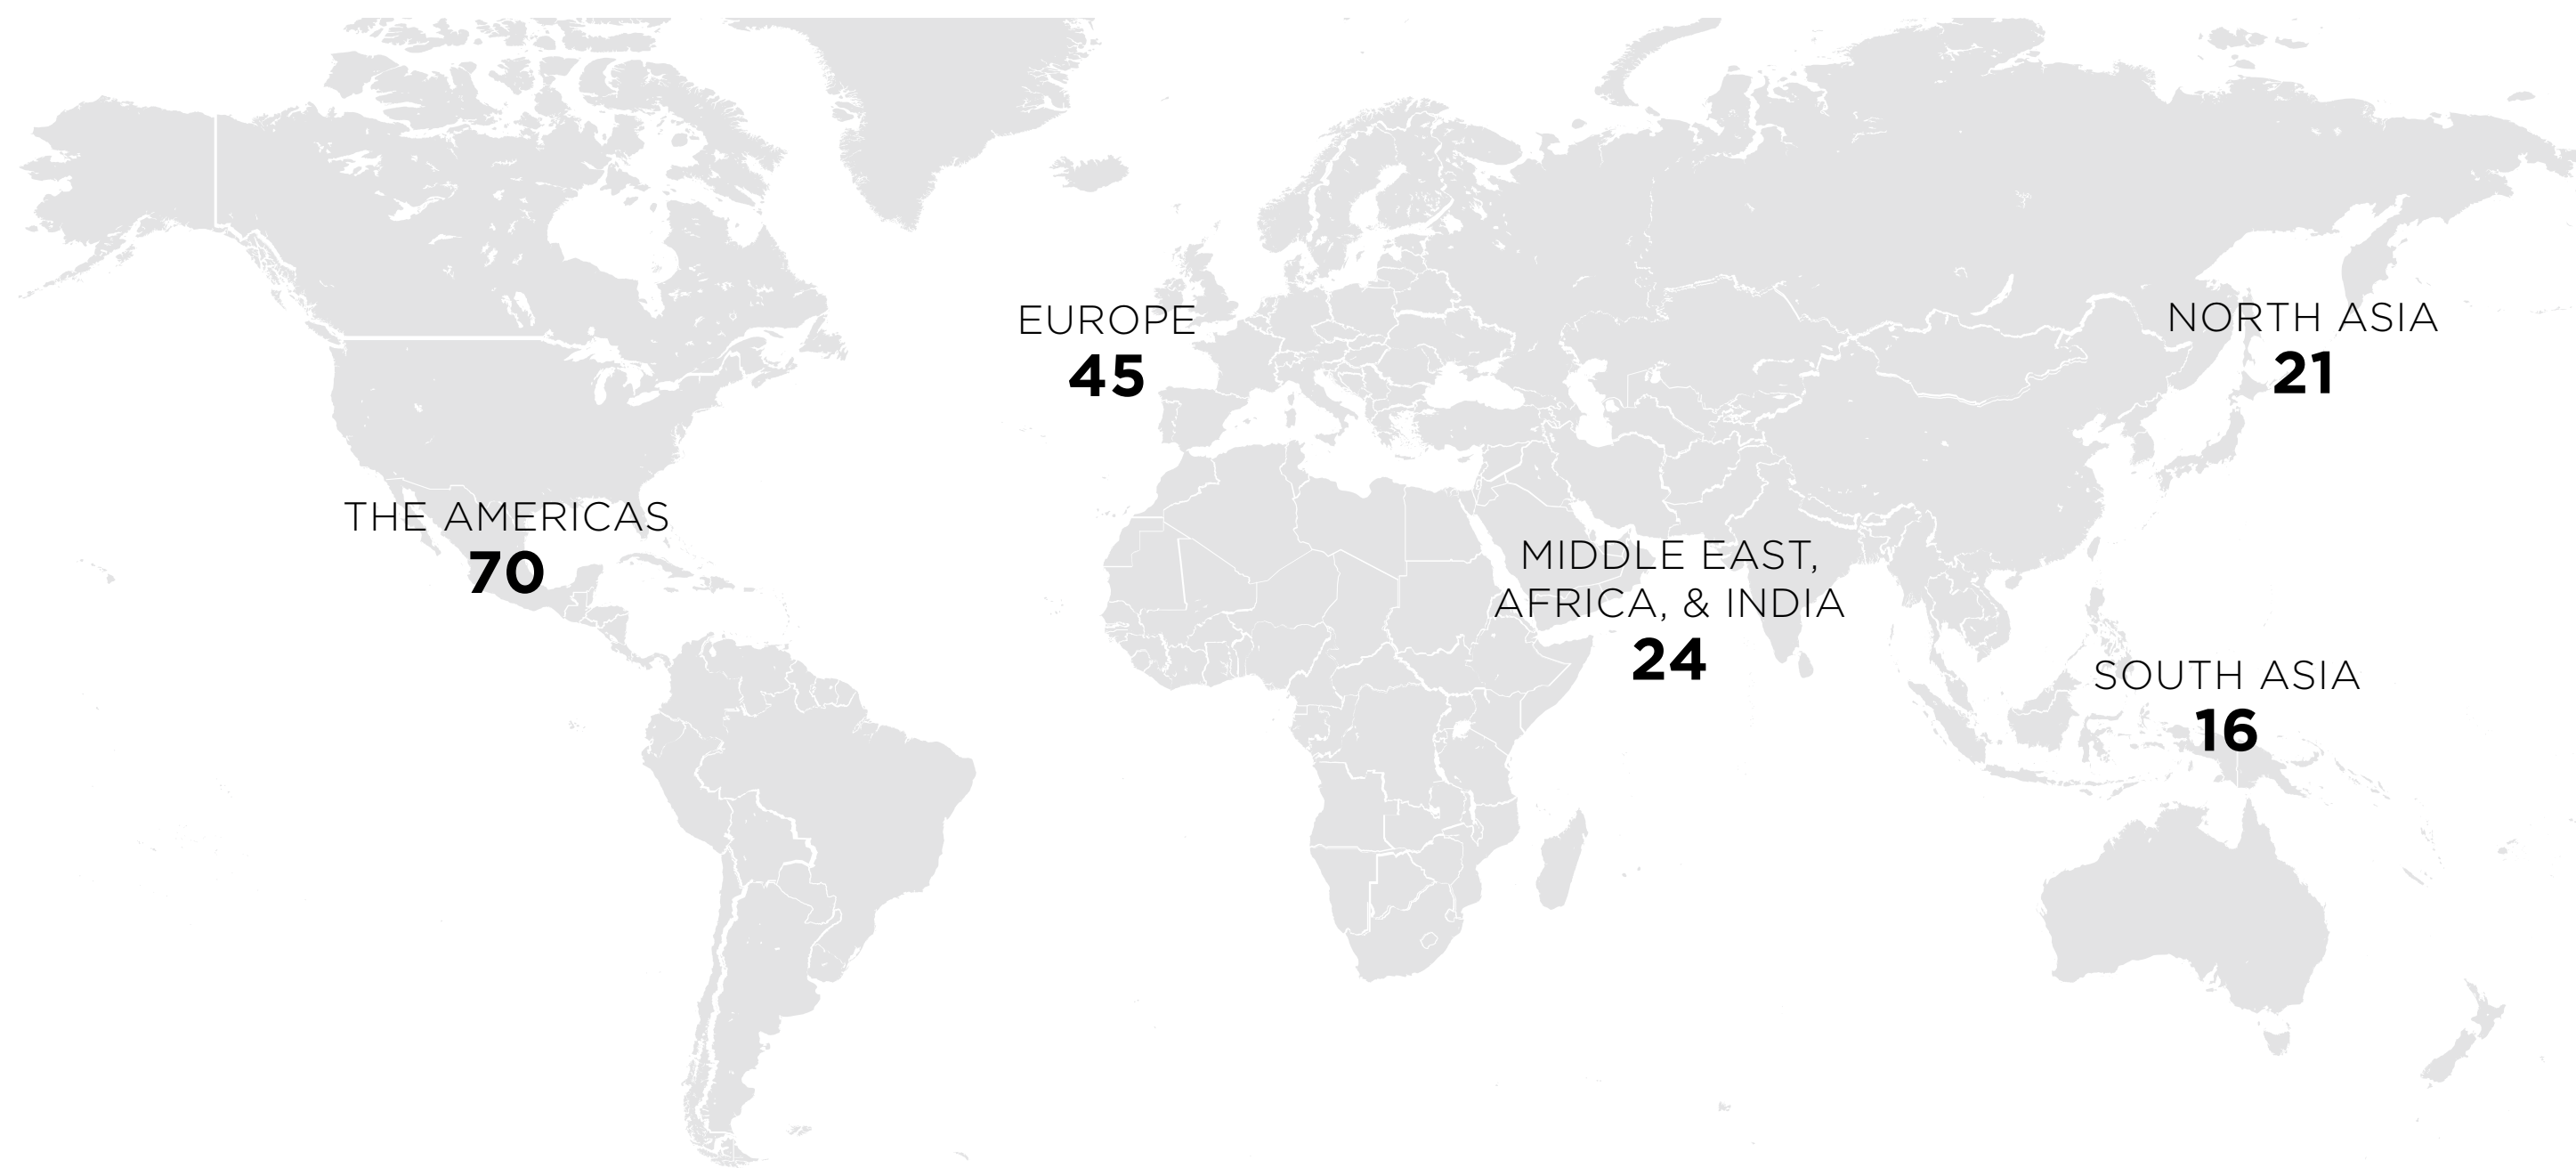 EUROPE
45
NORTH ASIA
21
THE AMERICAS
70
MIDDLE EAST,
AFRICA, & INDIA
24
SOUTH ASIA
16